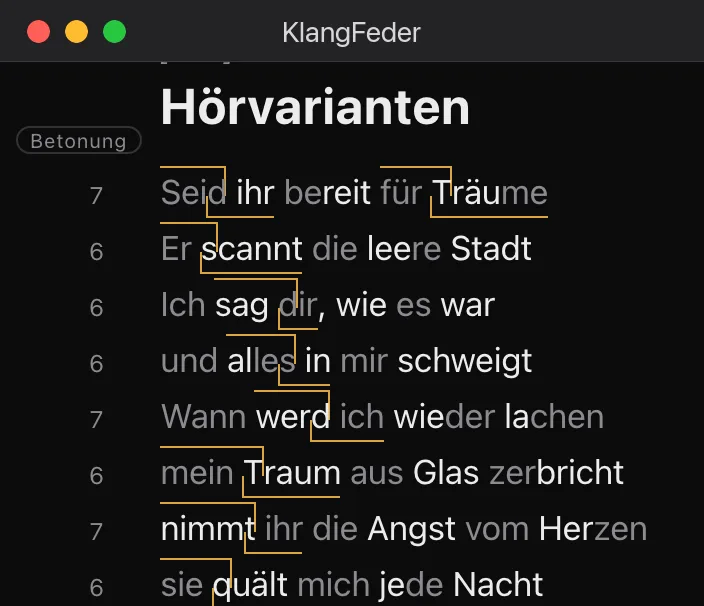 KlangFeder
Hörvarianten
Betonung
7 Seid ihr bereit für Träume
6 Er scannt die leere Stadt
6 Ich sag dir, wie es war
6 und alles in mir schweigt
7 Wann werd ich wieder lachen
6 mein Traum aus Glas zerbricht
7 nimmt ihr die Angst vom Herzen
6 sie quält mich jede Nacht